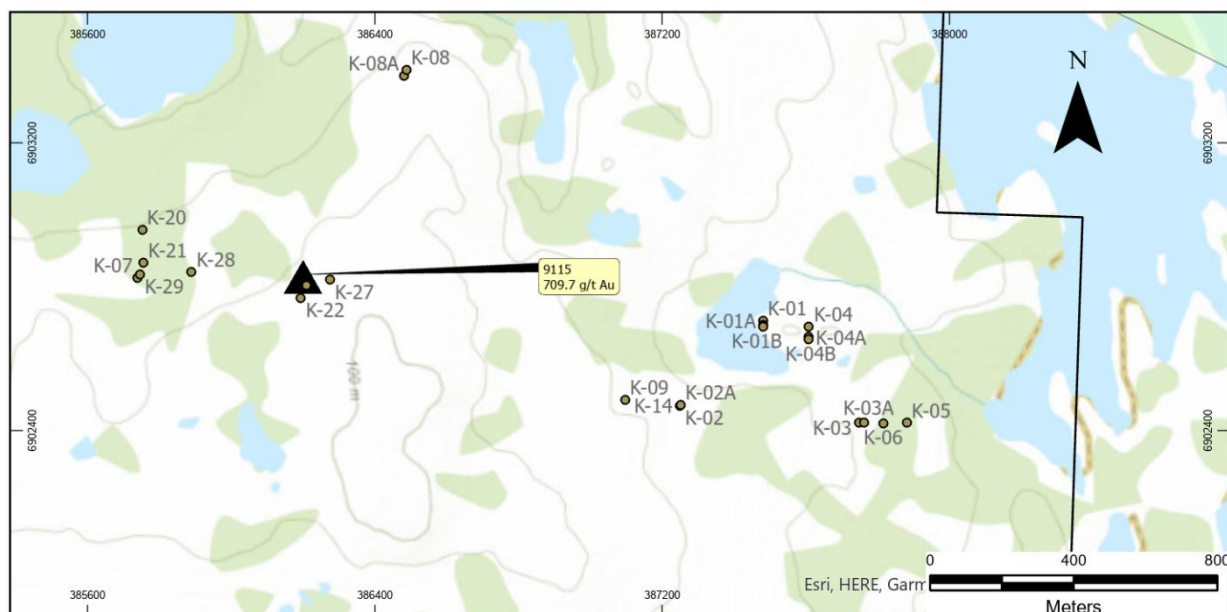 385600
386400
387200
388000
K-08A
K-08
N
6903200
6903200
K-20
K-21
K-07
K-28
K-29
K-27
K-22
9115
709.7 g/t Au
K-01
K-04
K-01A
K-04A
K-01B
K-04B
100 m
K-09
K-02A
K-14
K-02
K-03A
K-05
K-03
K-06
6902400
6902400
0
400
800
Esri, HERE, Garm
Meters
385600
386400
387200